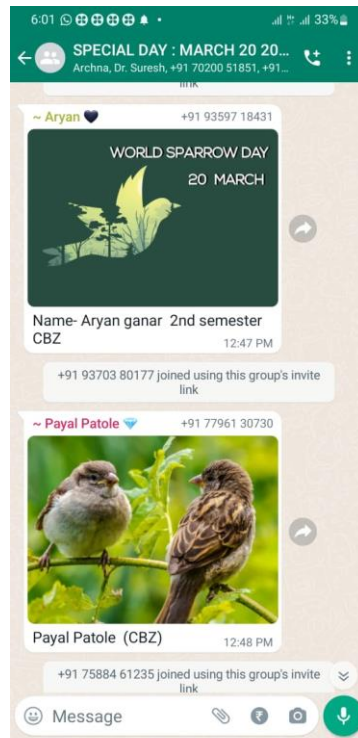 6:01
33%
SPECIAL DAY : MARCH 20 20...
Archna, Dr. Suresh, +91 70200 51851, +91...
link
~ Aryan 🖤 +91 93597 18431
WORLD SPARROW DAY
20 MARCH
Name- Aryan ganar 2nd semester
CBZ
12:47 PM
+91 93703 80177 joined using this group's invite
link
~ Payal Patole 💎 +91 77961 30730
Payal Patole (CBZ)
12:48 PM
+91 75884 61235 joined using this group's invite
link
Message